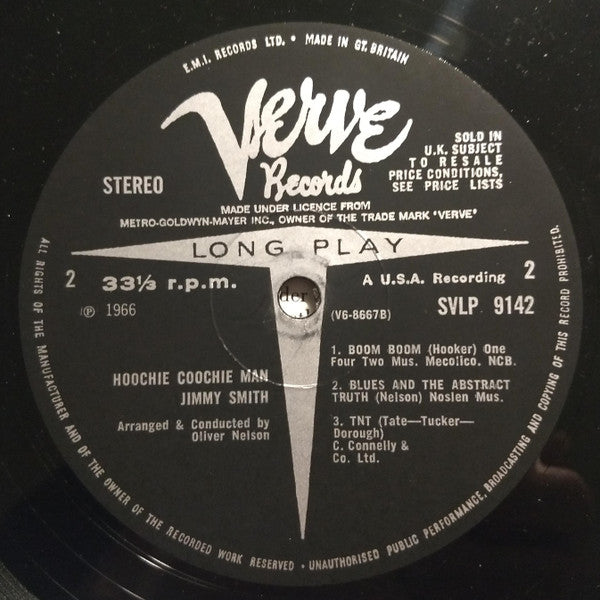 E.M.I. RECORDS LTD. • MADE IN GT. BRITAIN
Verve
Records
STEREO
SOLD IN
U.K. SUBJECT
TO RESALE
PRICE CONDITIONS,
SEE PRICE LISTS
MADE UNDER LICENCE FROM
METRO-GOLDWYN-MAYER INC., OWNER OF THE TRADE MARK 'VERVE'
LONG PLAY
2 33⅓ r.p.m.
A U.S.A. Recording 2
℗ 1966
(V6-8667B)
SVLP 9142
HOOCHIE COOCHIE MAN
JIMMY SMITH
Arranged & Conducted by
Oliver Nelson
1. BOOM BOOM (Hooker) One
Four Two Mus. Mecolico, NCB.
2. BLUES AND THE ABSTRACT
TRUTH (Nelson) Noslen Mus.
3. TNT (Tate—Tucker—
Dorough)
C. Connelly &
Co. Ltd.
ALL RIGHTS OF THE MANUFACTURER AND OF THE OWNER OF THE RECORDED WORK RESERVED • UNAUTHORISED PUBLIC PERFORMANCE, BROADCASTING AND COPYING OF THIS RECORD PROHIBITED.